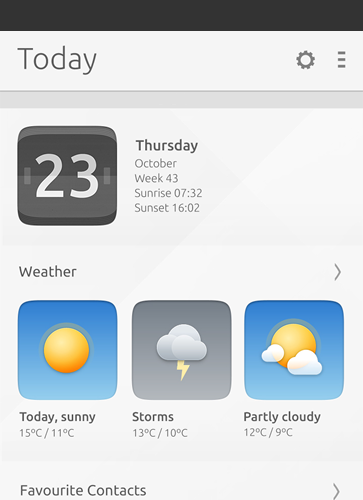 Today
23
Thursday
October
Week 43
Sunrise 07:32
Sunset 16:02
Weather
Today, sunny
15ºC / 11ºC
Storms
13ºC / 10ºC
Partly cloudy
12ºC / 9ºC
Favourite Contacts